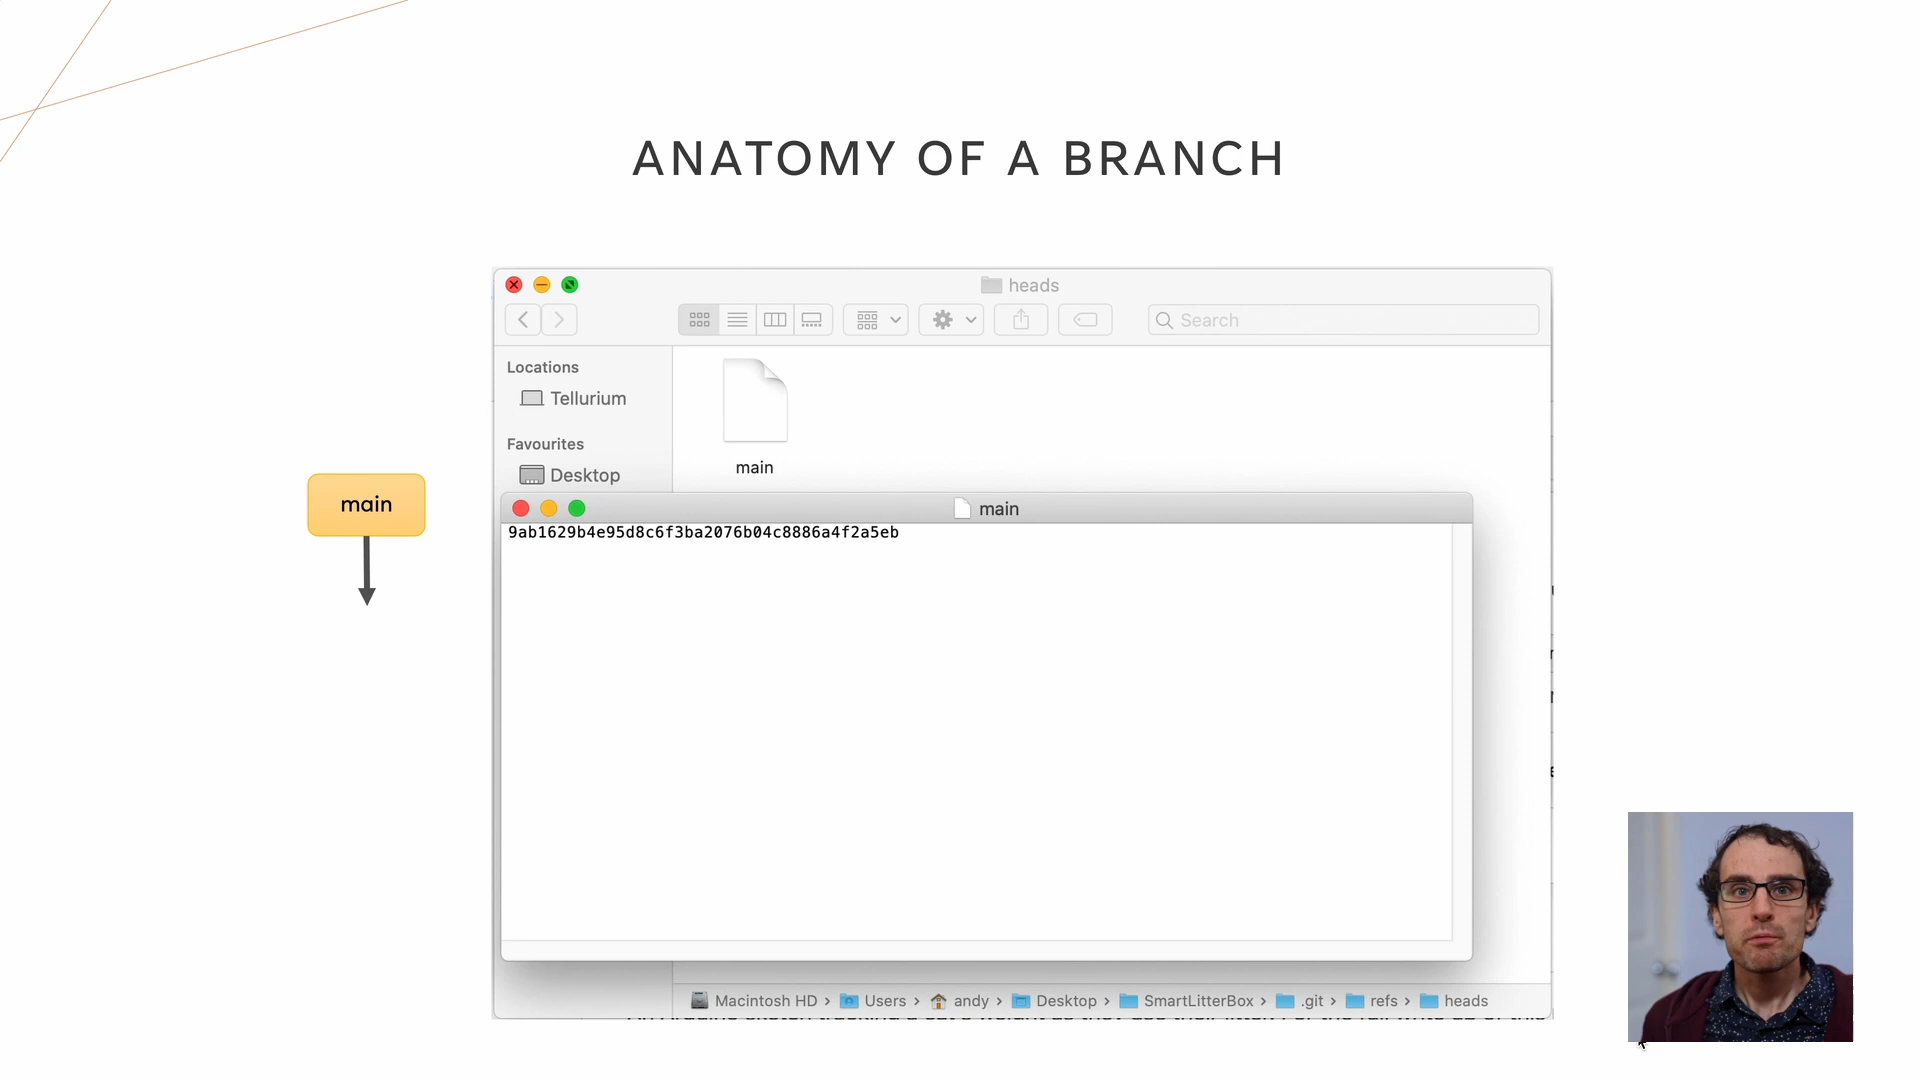 ANATOMY OF A BRANCH
heads
Search
Locations
Tellurium
Favourites
Desktop
main
main
main
9ab1629b4e95d8c6f3ba2076b04c8886a4f2a5eb
Macintosh HD › Users › andy › Desktop › SmartLitterBox › .git › refs › heads